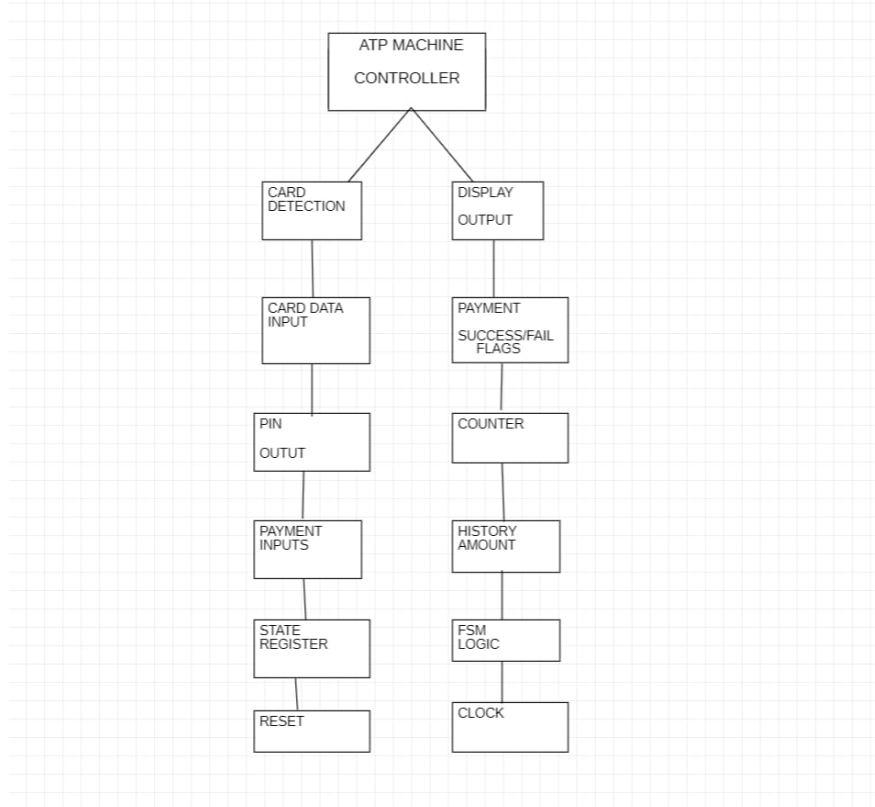 ATP MACHINE
CONTROLLER
CARD
DETECTION
DISPLAY
OUTPUT
CARD DATA
INPUT
PAYMENT
SUCCESS/FAIL
FLAGS
PIN
OUTUT
COUNTER
PAYMENT
INPUTS
HISTORY
AMOUNT
STATE
REGISTER
FSM
LOGIC
RESET
CLOCK